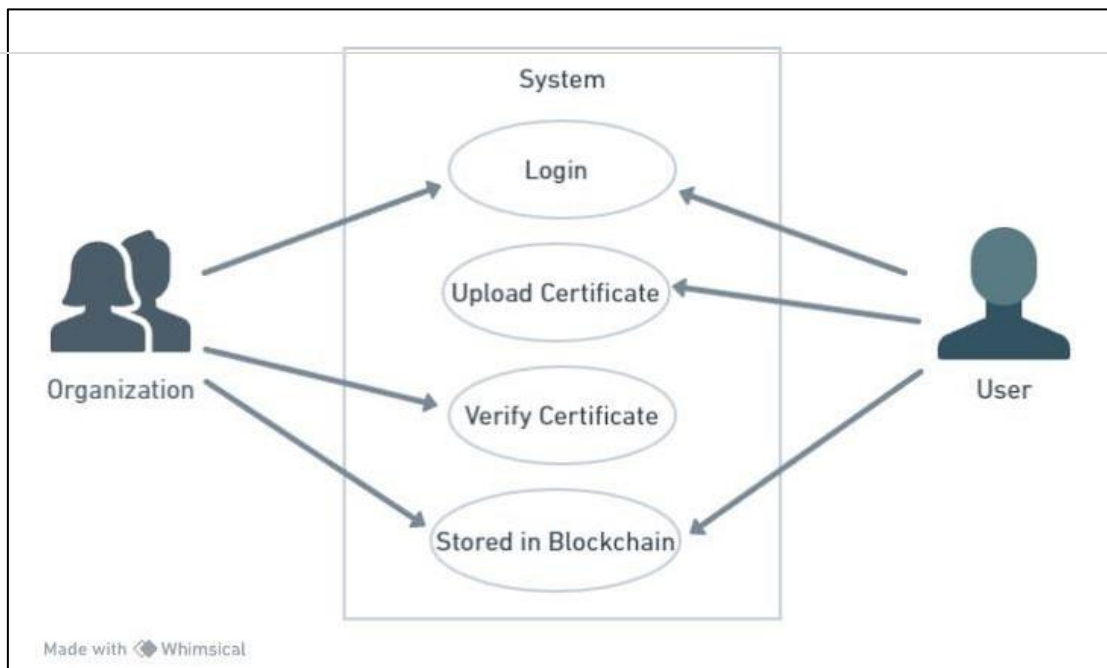 System
Login
Upload Certificate
Verify Certificate
Stored in Blockchain
Organization
User
Made with Whimsical